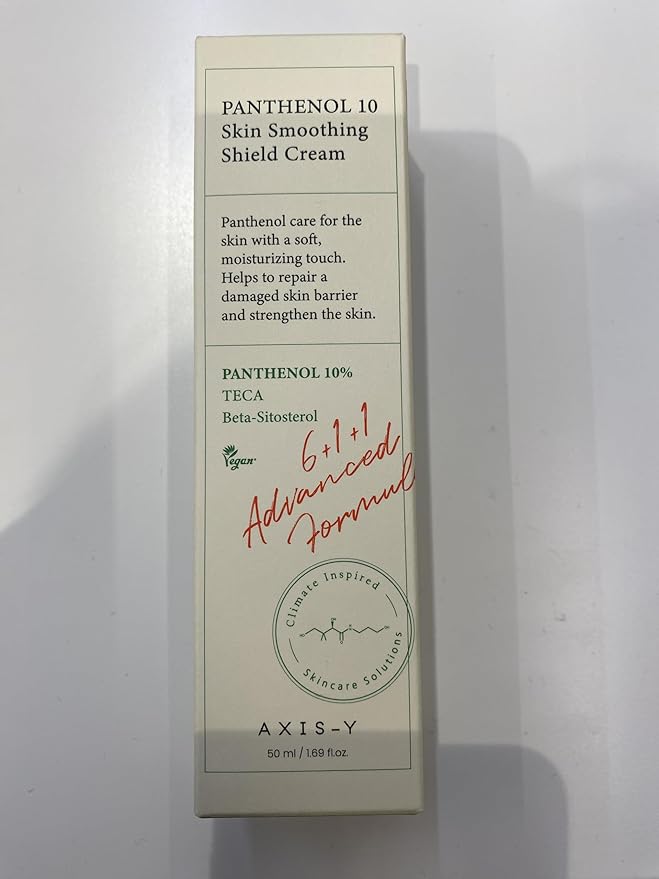 PANTHENOL 10
Skin Smoothing
Shield Cream
Panthenol care for the
skin with a soft,
moisturizing touch.
Helps to repair a
damaged skin barrier
and strengthen the skin.
PANTHENOL 10%
TECA
Beta-Sitosterol
Vegan
6+1+1
Advanced
Formul
Climate Inspired
Skincare Solutions
AXIS-Y
50 ml / 1.69 fl.oz.